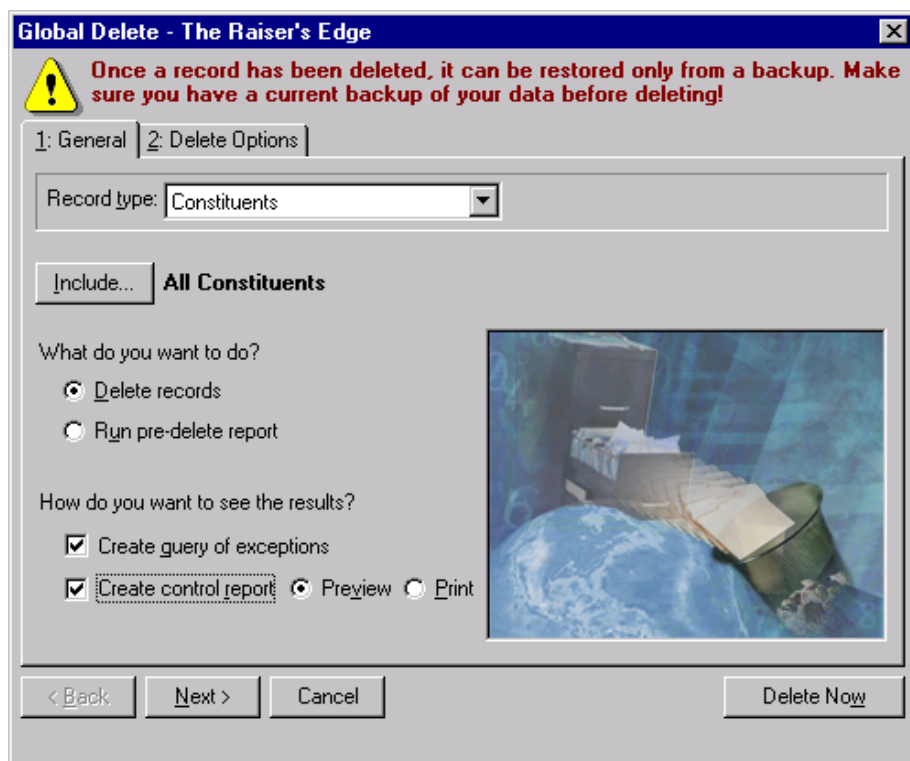 Global Delete - The Raiser's Edge
Once a record has been deleted, it can be restored only from a backup. Make
sure you have a current backup of your data before deleting!
1: General 2: Delete Options
Record type: Constituents
Include... All Constituents
What do you want to do?
Delete records
Run pre-delete report
How do you want to see the results?
Create query of exceptions
Create control report Preview Print
< Back Next > Cancel Delete Now